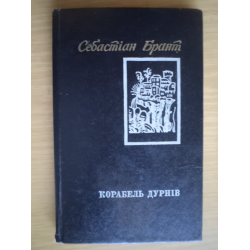 Себастіан Брант
КОРАБЕЛЬ ДУРНІВ